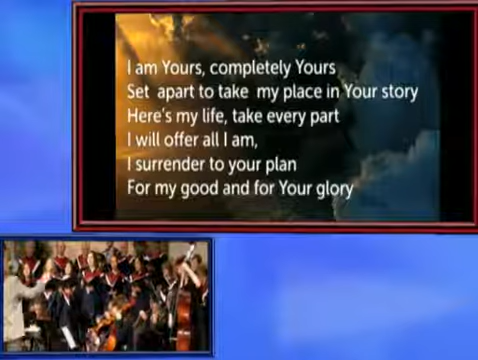 I am Yours, completely Yours
Set apart to take my place in Your story
Here's my life, take every part
I will offer all I am,
I surrender to your plan
For my good and for Your glory